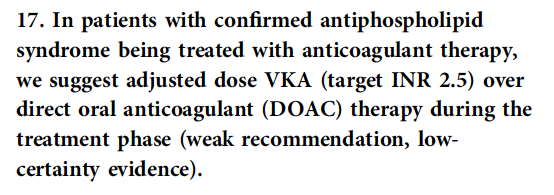 17. In patients with confirmed antiphospholipid
syndrome being treated with anticoagulant therapy,
we suggest adjusted dose VKA (target INR 2.5) over
direct oral anticoagulant (DOAC) therapy during the
treatment phase (weak recommendation, low-
certainty evidence).